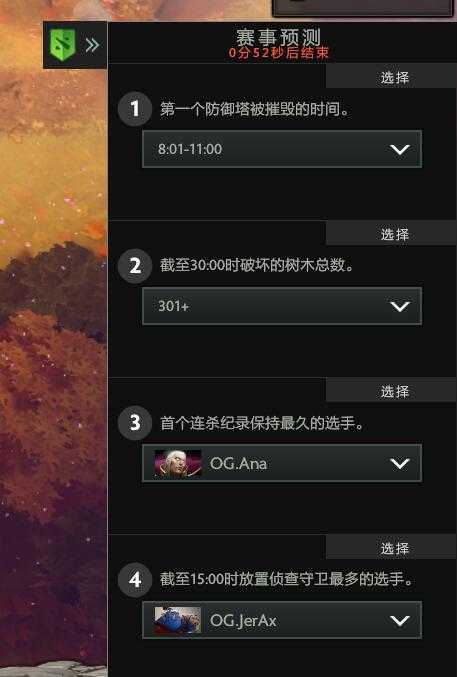 赛事预测
0分52秒后结束
选择
1 第一个防御塔被摧毁的时间。
8:01-11:00
选择
2 截至30:00时破坏的树木总数。
301+
选择
3 首个连杀纪录保持最久的选手。
OG.Ana
选择
4 截至15:00时放置侦查守卫最多的选手。
OG.JerAx